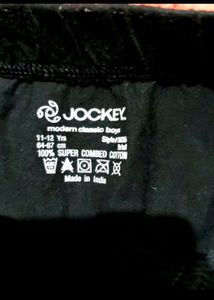 JOCKEY
modern classic boys
11-12 Yrs
64-67 cm
100% SUPER COMBED COTTON
Made in India